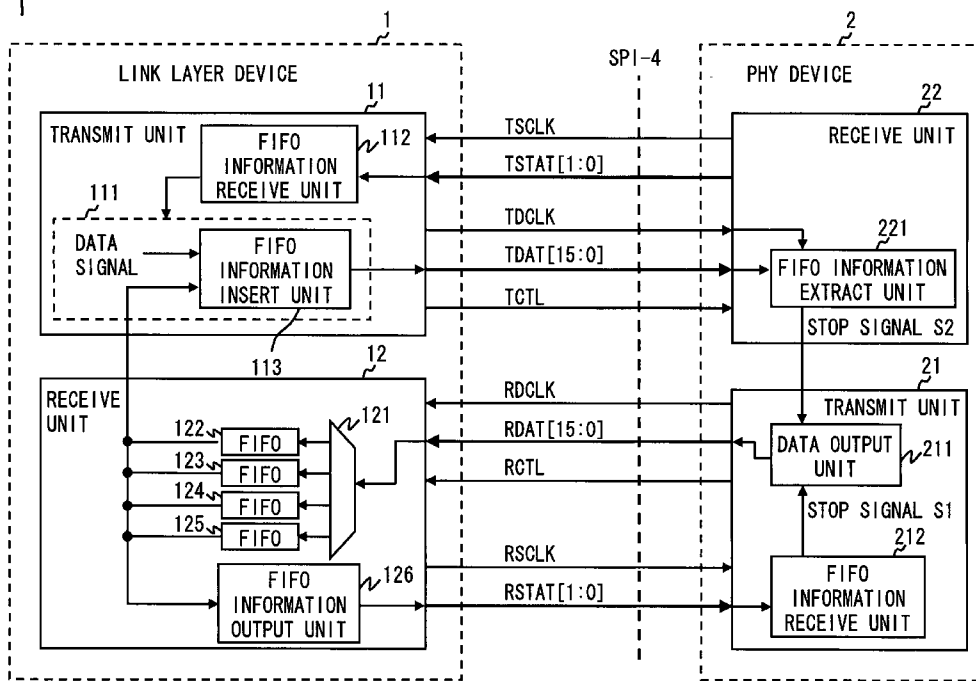 1
LINK LAYER DEVICE
SPI-4
2
PHY DEVICE
11
TRANSMIT UNIT
FIFO
INFORMATION
RECEIVE UNIT
112
111
DATA
SIGNAL
FIFO
INFORMATION
INSERT UNIT
113
TSCLK
TSTAT[1:0]
TDCLK
TDAT[15:0]
TCTL
22
RECEIVE UNIT
221
FIFO INFORMATION
EXTRACT UNIT
STOP SIGNAL S2
12
RECEIVE
UNIT
121
122
FIFO
123
FIFO
124
FIFO
125
FIFO
FIFO
INFORMATION
OUTPUT UNIT
126
RDCLK
RDAT[15:0]
RCTL
RSCLK
RSTAT[1:0]
21
TRANSMIT UNIT
DATA OUTPUT
UNIT
211
STOP SIGNAL S1
212
FIFO
INFORMATION
RECEIVE UNIT